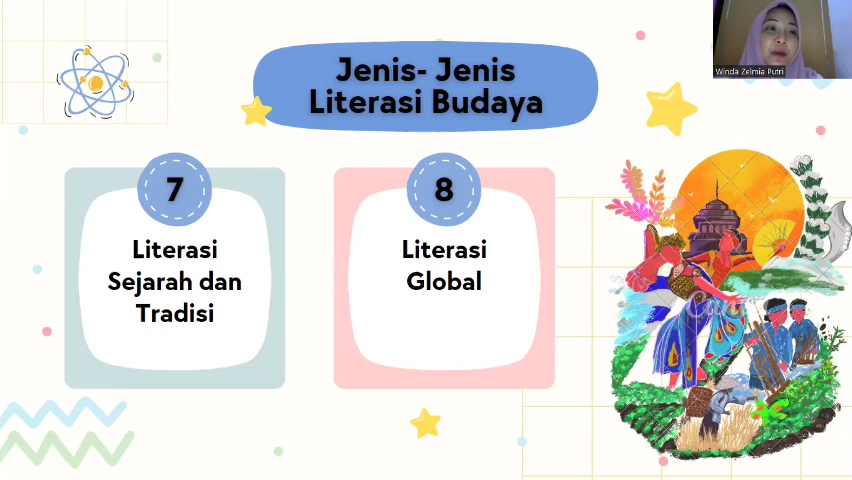 Jenis- Jenis
Literasi Budaya
Winda Zelmia Putri
7
Literasi
Sejarah dan
Tradisi
8
Literasi
Global